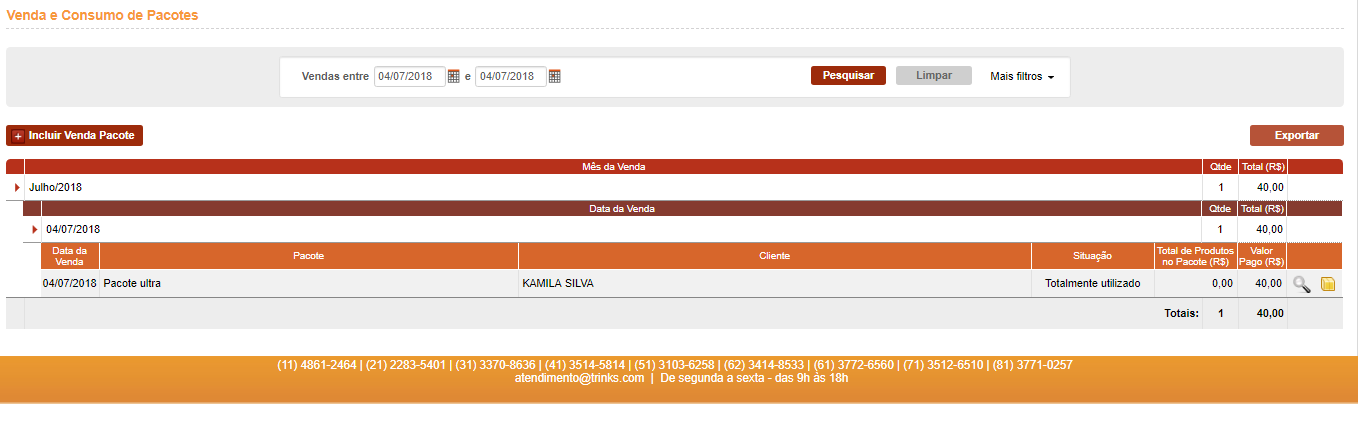 Venda e Consumo de Pacotes
Vendas entre 04/07/2018 e 04/07/2018 Pesquisar Limpar Mais filtros
+ Incluir Venda Pacote Exportar
Mês da Venda Qtde Total (R$)
Julho/2018 1 40,00
Data da Venda Qtde Total (R$)
04/07/2018 1 40,00
Data da Venda Pacote Cliente Situação Total de Produtos no Pacote (R$) Valor Pago (R$)
04/07/2018 Pacote ultra KAMILA SILVA Totalmente utilizado 0,00 40,00
Totais: 1 40,00
(11) 4861-2464 | (21) 2283-5401 | (31) 3370-8636 | (41) 3514-5814 | (51) 3103-6258 | (62) 3414-8533 | (61) 3772-6560 | (71) 3512-6510 | (81) 3771-0257
atendimento@trinks.com | De segunda a sexta - das 9h às 18h